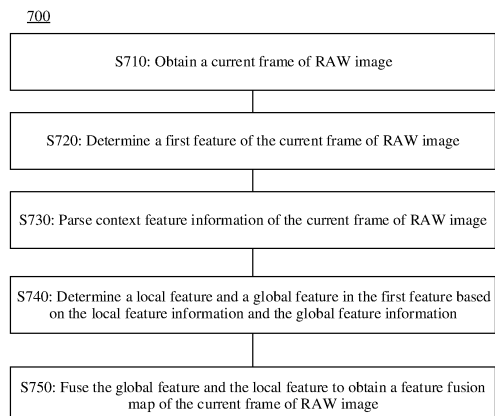 700
S710: Obtain a current frame of RAW image
S720: Determine a first feature of the current frame of RAW image
S730: Parse context feature information of the current frame of RAW image
S740: Determine a local feature and a global feature in the first feature based
on the local feature information and the global feature information
S750: Fuse the global feature and the local feature to obtain a feature fusion
map of the current frame of RAW image